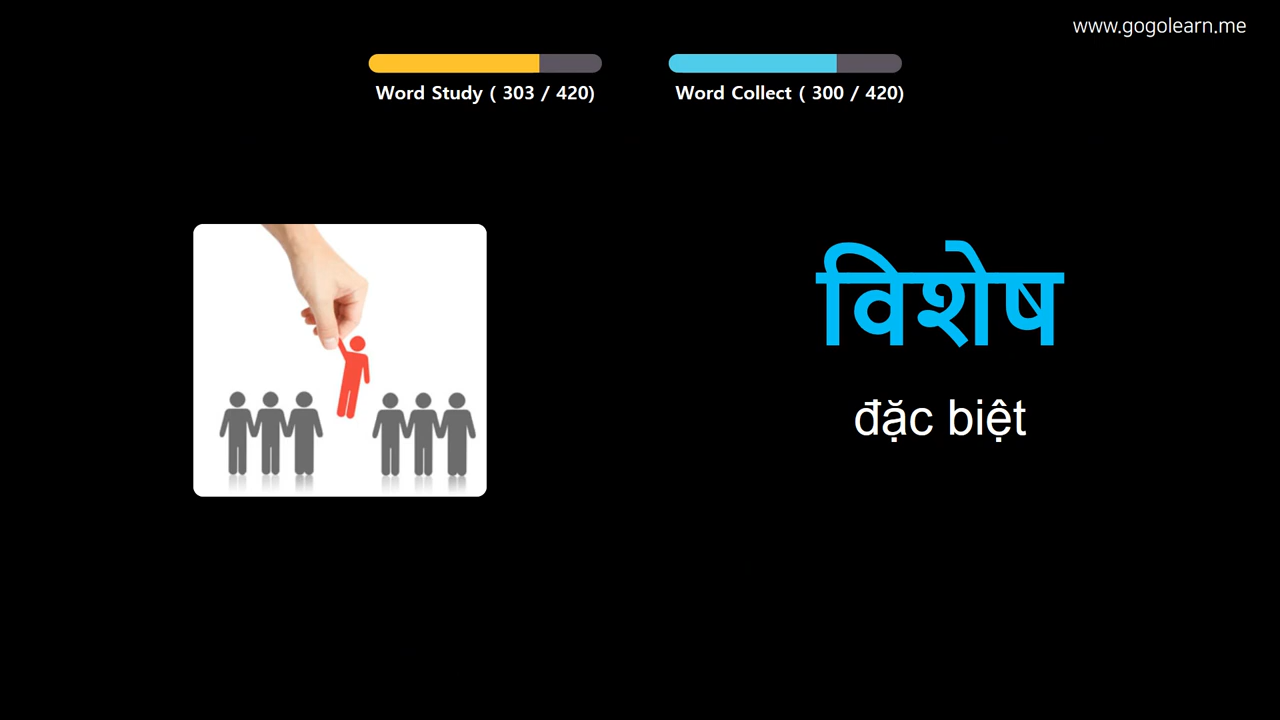 www.gogolearn.me
Word Study ( 303 / 420)
Word Collect ( 300 / 420)
विशेष
đặc biệt